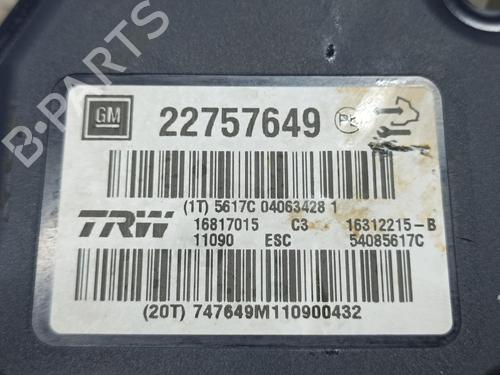 GM 22757649
(1T) 5617C 04063428 1
TRW 16817015 C3 16312215-B
11090 ESC 54085617C
(20T) 747649M110900432
B-PARTS